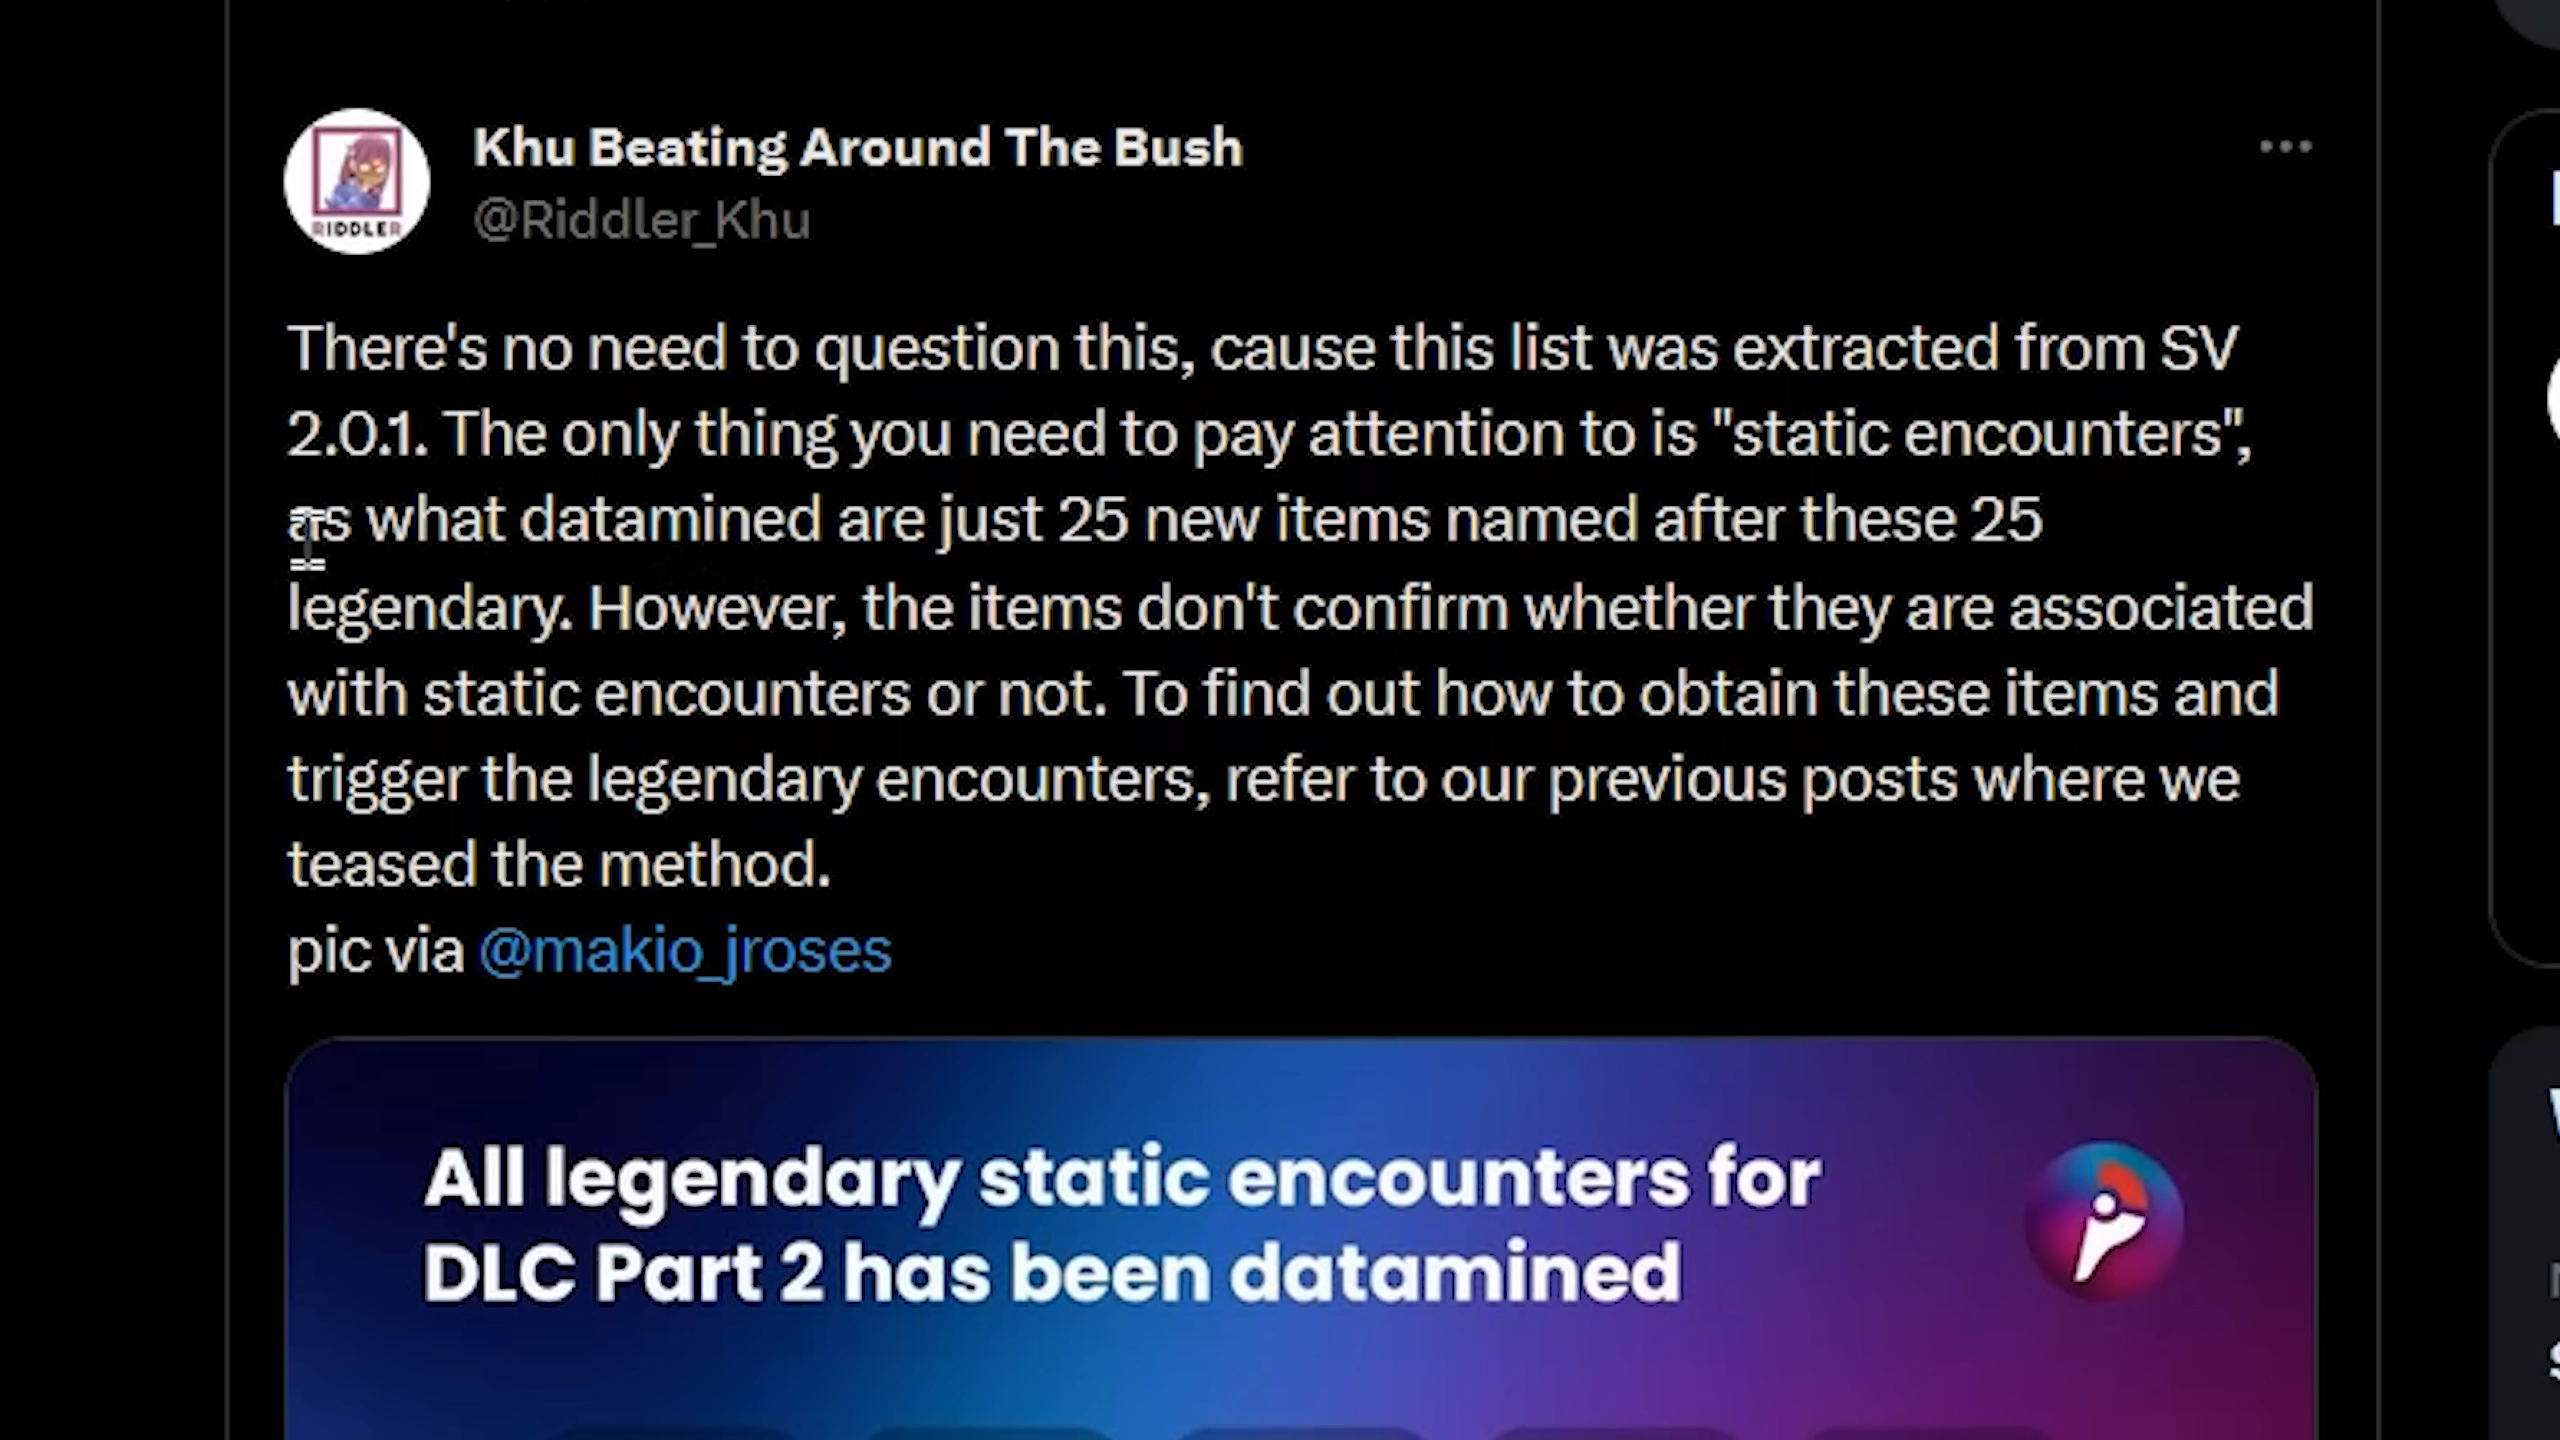 Khu Beating Around The Bush
@Riddler_Khu
RIDDLER
There's no need to question this, cause this list was extracted from SV
2.0.1. The only thing you need to pay attention to is "static encounters",
as what datamined are just 25 new items named after these 25
legendary. However, the items don't confirm whether they are associated
with static encounters or not. To find out how to obtain these items and
trigger the legendary encounters, refer to our previous posts where we
teased the method.
pic via @makio_jroses
All legendary static encounters for
DLC Part 2 has been datamined